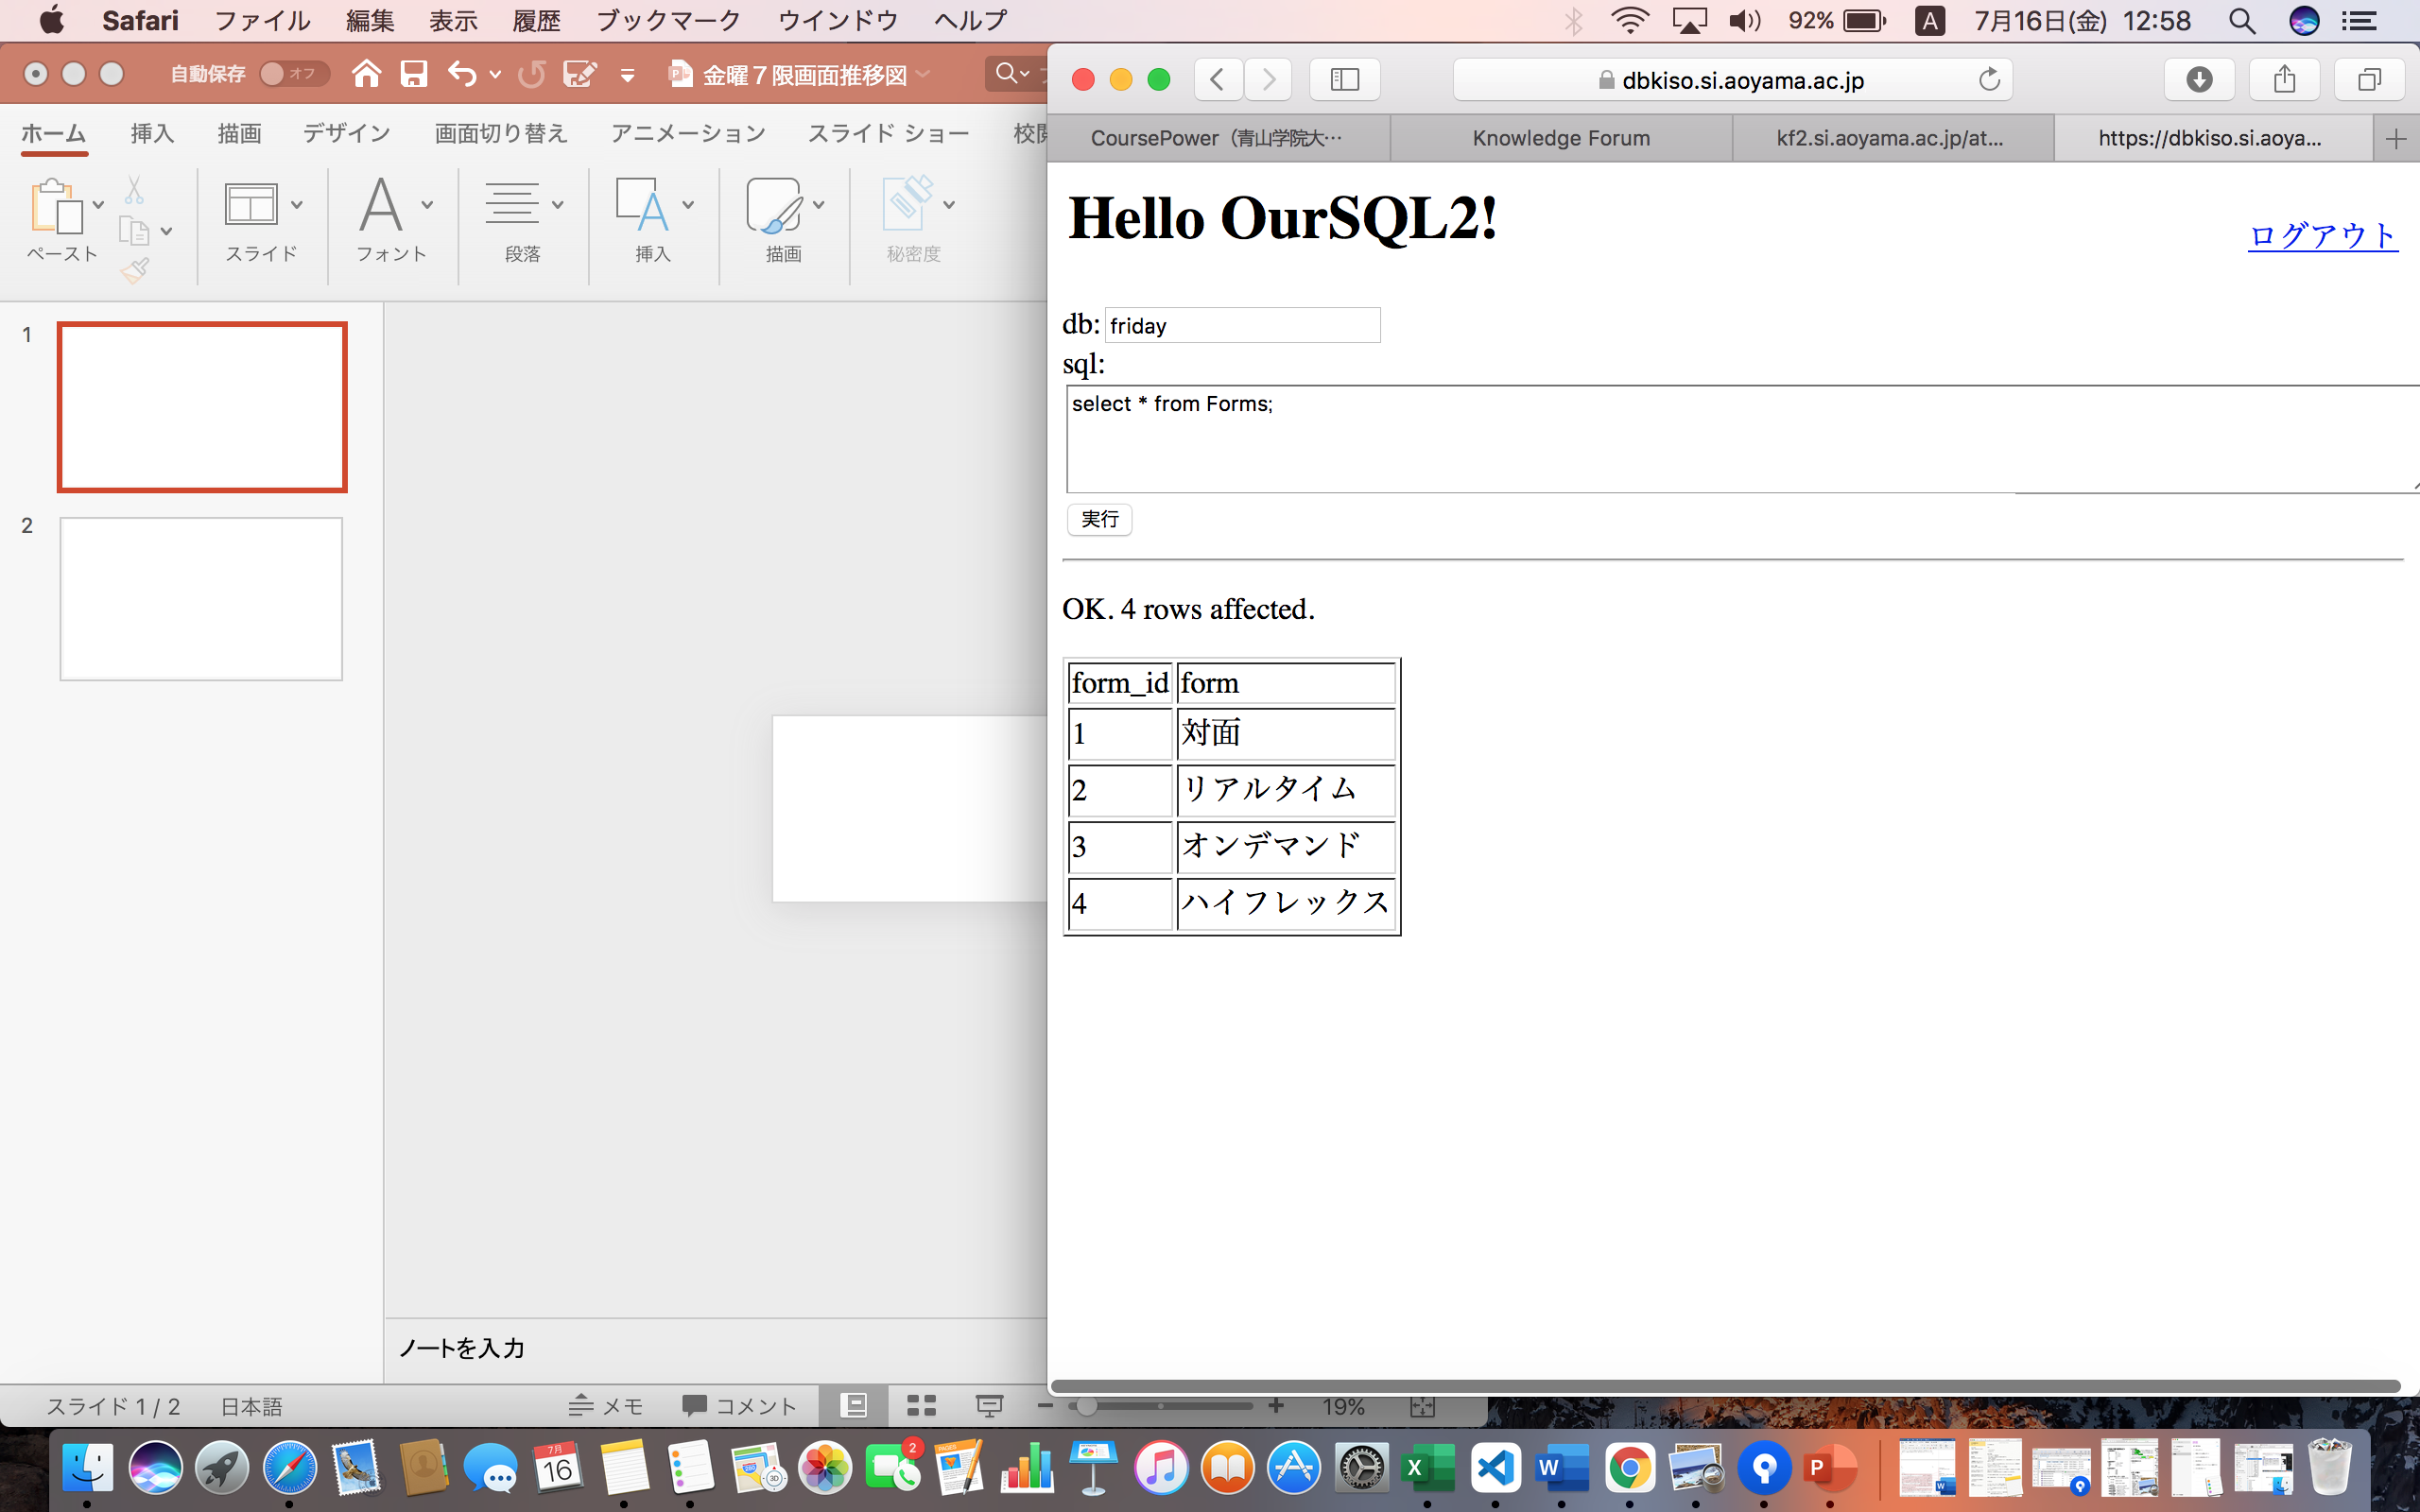 Safari ファイル 編集 表示 履歴 ブックマーク ウインドウ ヘルプ 92% A 7月16日(金) 12:58
自動保存 オフ 金曜７限画面推移図
ホーム 挿入 描画 デザイン 画面切り替え アニメーション スライド ショー 校閲
ペースト スライド フォント 段落 挿入 描画 秘密度
1
2
ノートを入力
スライド 1 / 2 日本語 メモ コメント 19%
dbkiso.si.aoyama.ac.jp
CoursePower（青山学院大… Knowledge Forum kf2.si.aoyama.ac.jp/at... https://dbkiso.si.aoya...
Hello OurSQL2!
ログアウト
db: friday
sql:
select * from Forms;
実行
OK. 4 rows affected.
form_id form
1 対面
2 リアルタイム
3 オンデマンド
4 ハイフレックス
7月
16
2